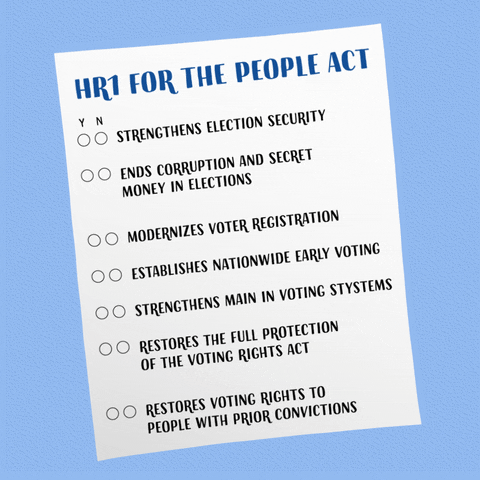 HR1 FOR THE PEOPLE ACT
Y N
STRENGTHENS ELECTION SECURITY
ENDS CORRUPTION AND SECRET
MONEY IN ELECTIONS
MODERNIZES VOTER REGISTRATION
ESTABLISHES NATIONWIDE EARLY VOTING
STRENGTHENS MAIN IN VOTING STYSTEMS
RESTORES THE FULL PROTECTION
OF THE VOTING RIGHTS ACT
RESTORES VOTING RIGHTS TO
PEOPLE WITH PRIOR CONVICTIONS